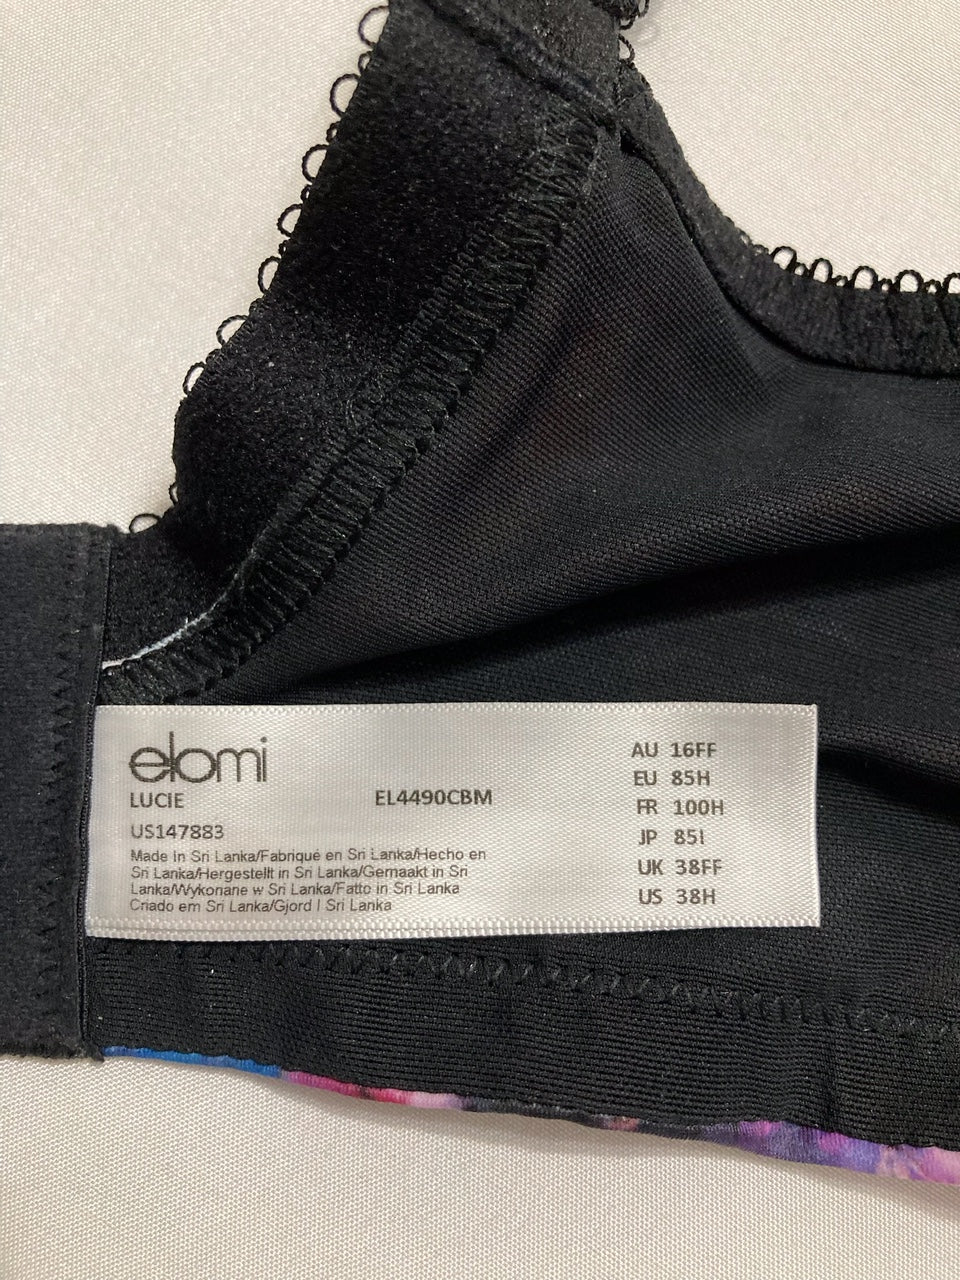 elomi
LUCIE EL4490CBM
US147883
Made In Sri Lanka/Fabriqué en Sri Lanka/Hecho en
Sri Lanka/Hergestellt in Sri Lanka/Gemaakt in Sri
Lanka/Wykonane w Sri Lanka/Fatto in Sri Lanka
Criado em Sri Lanka/Gjord I Sri Lanka
AU 16FF
EU 85H
FR 100H
JP 85I
UK 38FF
US 38H